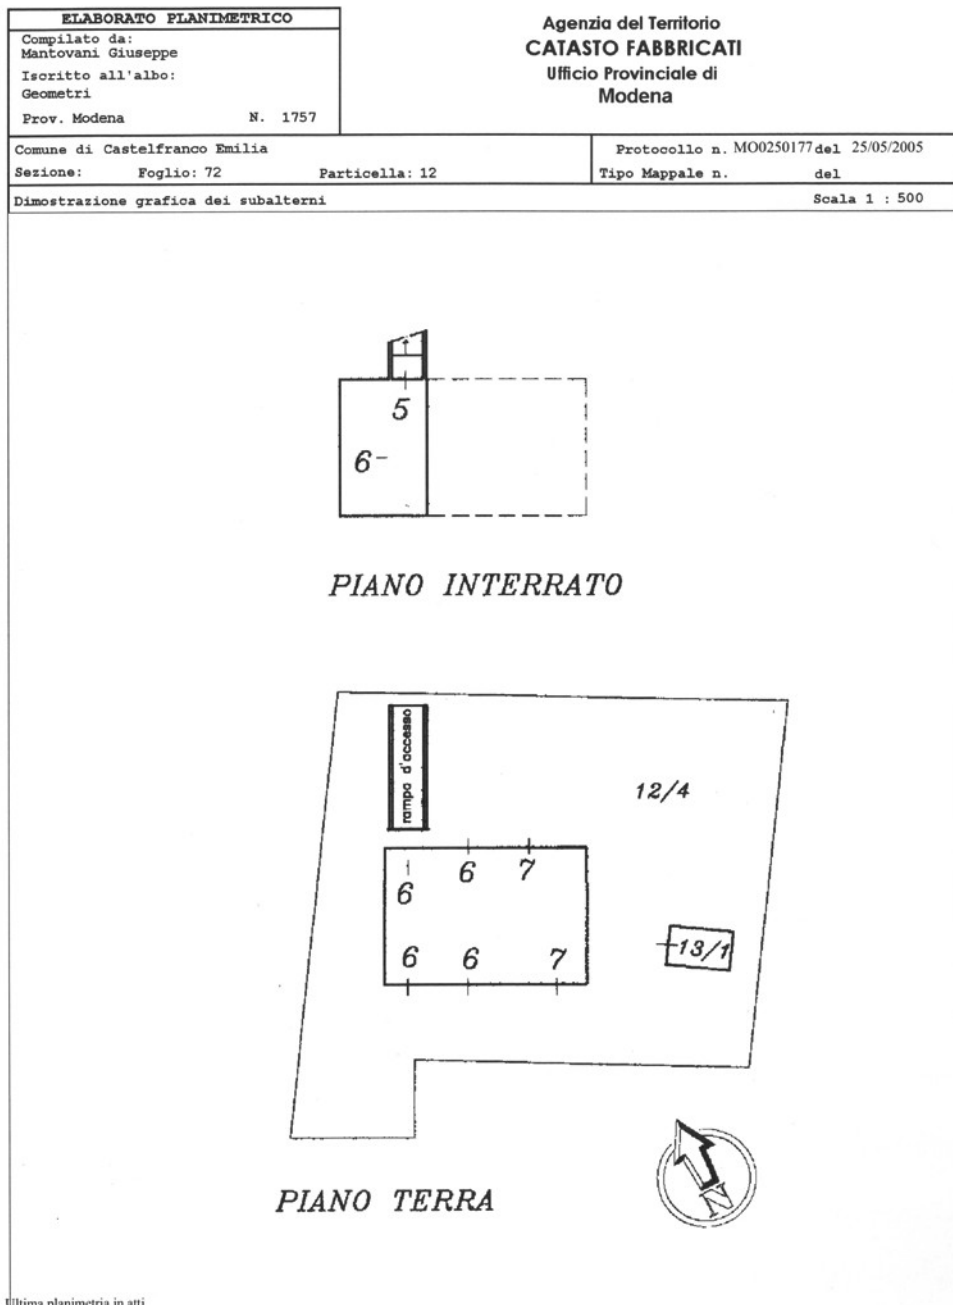 ELABORATO PLANIMETRICO
Compilato da:
Mantovani Giuseppe
Iscritto all'albo:
Geometri
Prov. Modena N. 1757
Agenzia del Territorio
CATASTO FABBRICATI
Ufficio Provinciale di
Modena
Comune di Castelfranco Emilia
Sezione: Foglio: 72 Particella: 12
Protocollo n. MO0250177 del 25/05/2005
Tipo Mappale n. del
Dimostrazione grafica dei subalterni
Scala 1 : 500
5
6
PIANO INTERRATO
rampa d'accesso
12/4
6 6 7
6 6 7
13/1
N
PIANO TERRA
Ultima planimetria in atti